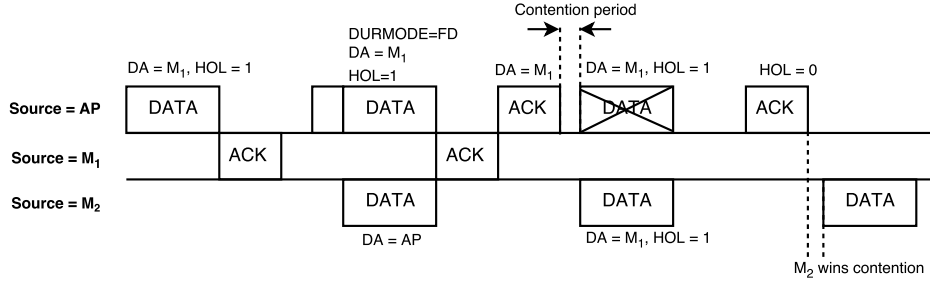 Contention period
DURMODE=FD
DA = M₁
HOL=1
DA = M₁, HOL = 1
DA = M₁
DA = M₁, HOL = 1
HOL = 0
Source = AP
DATA
DATA
ACK
DATA
ACK
Source = M₁
ACK
ACK
Source = M₂
DATA
DATA
DATA
DA = AP
DA = M₁, HOL = 1
M₂ wins contention